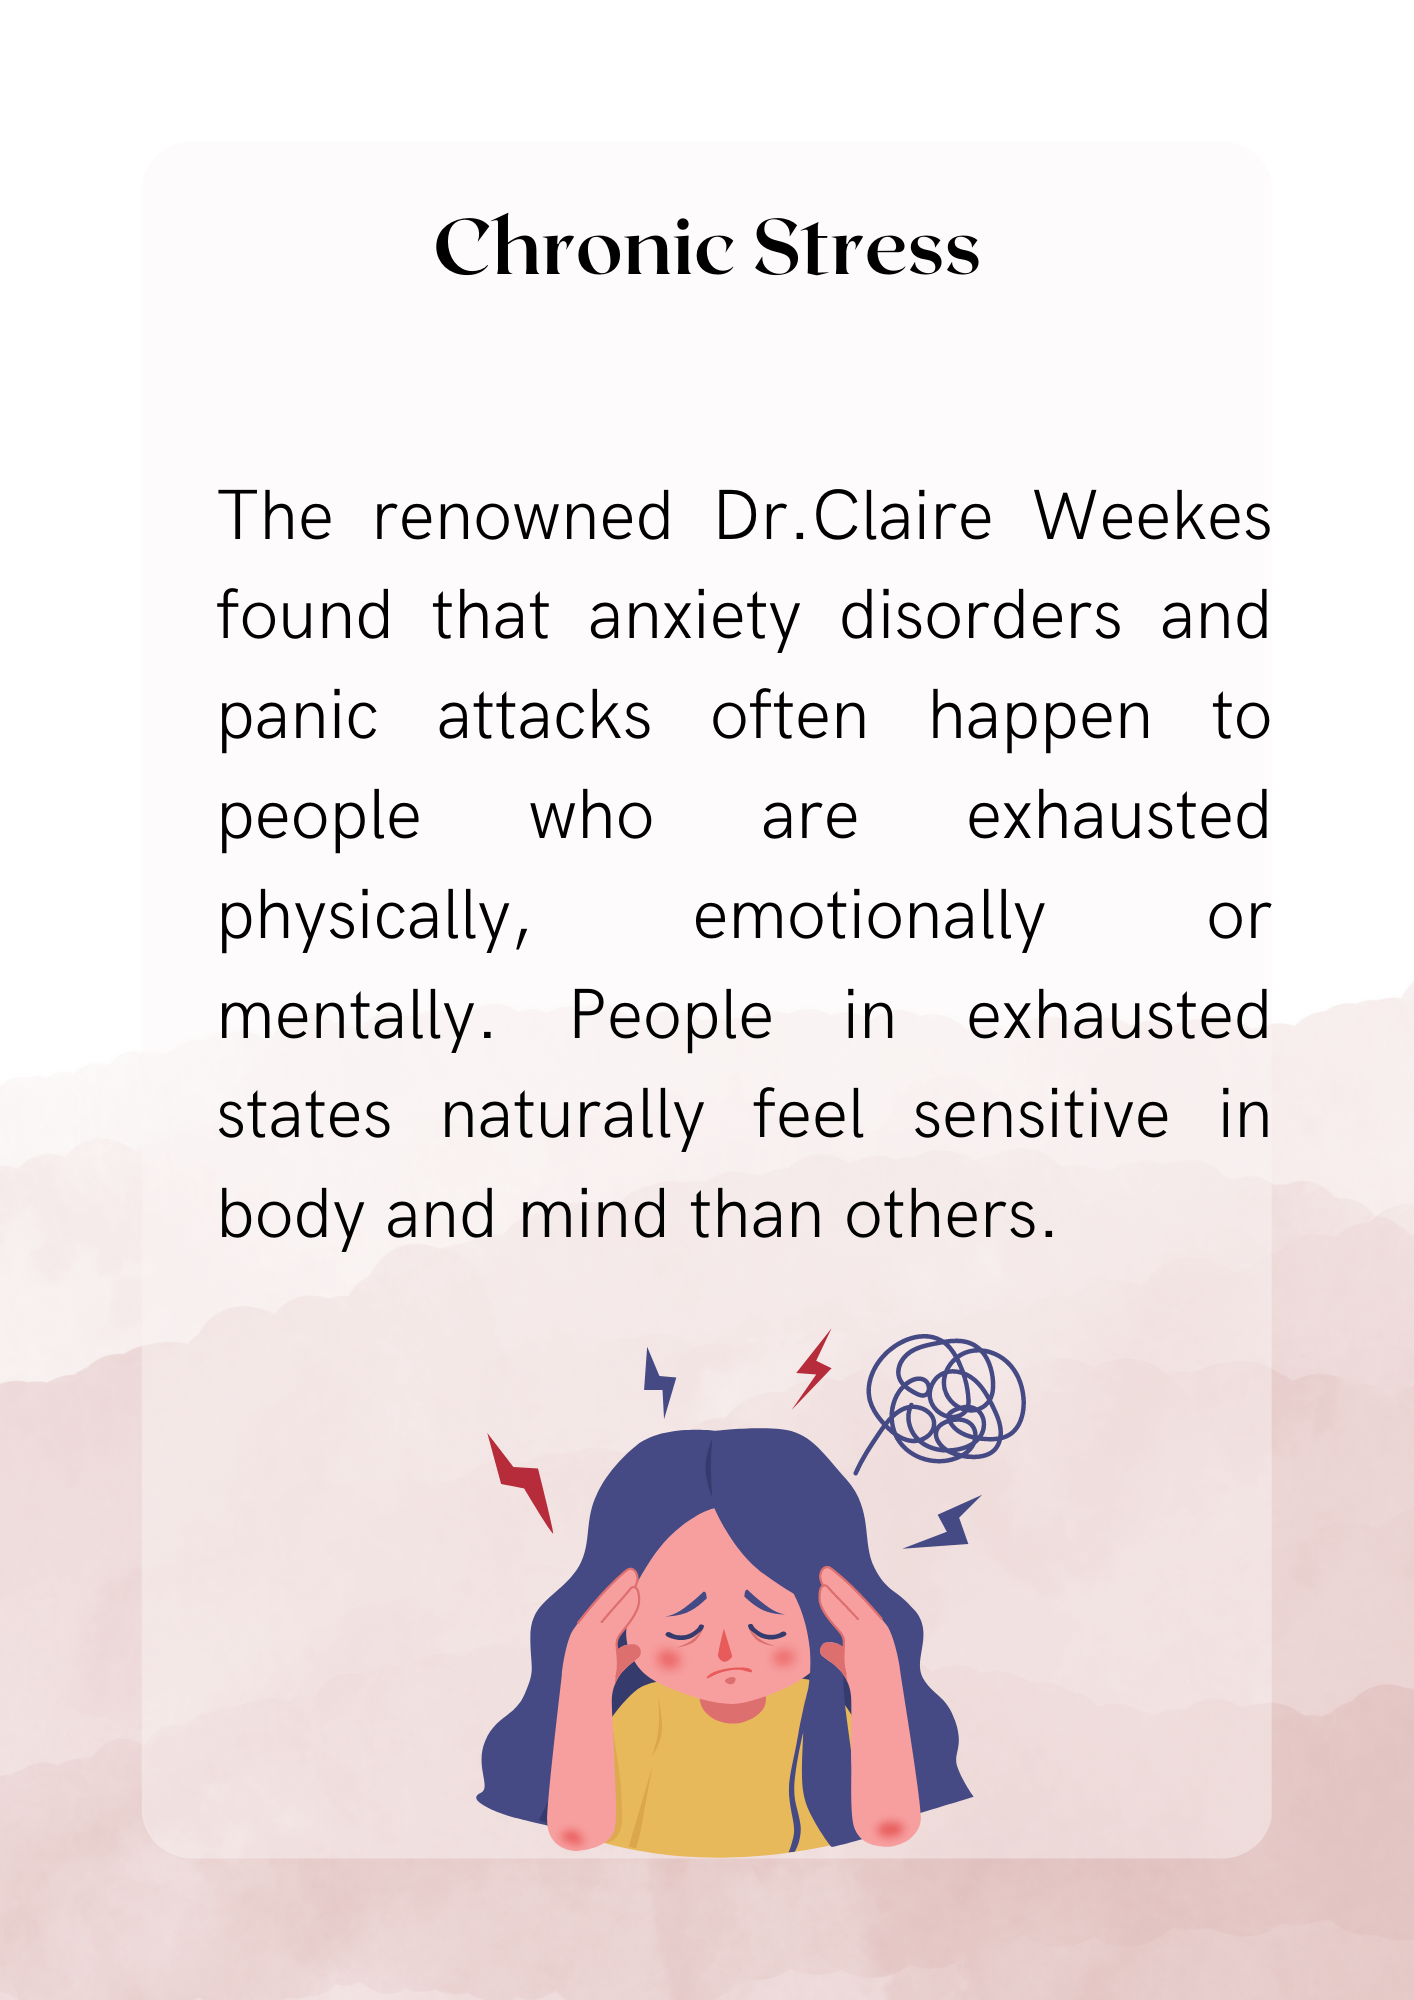 Chronic Stress
The renowned Dr.Claire Weekes
found that anxiety disorders and
panic attacks often happen to
people who are exhausted
physically, emotionally or
mentally. People in exhausted
states naturally feel sensitive in
body and mind than others.